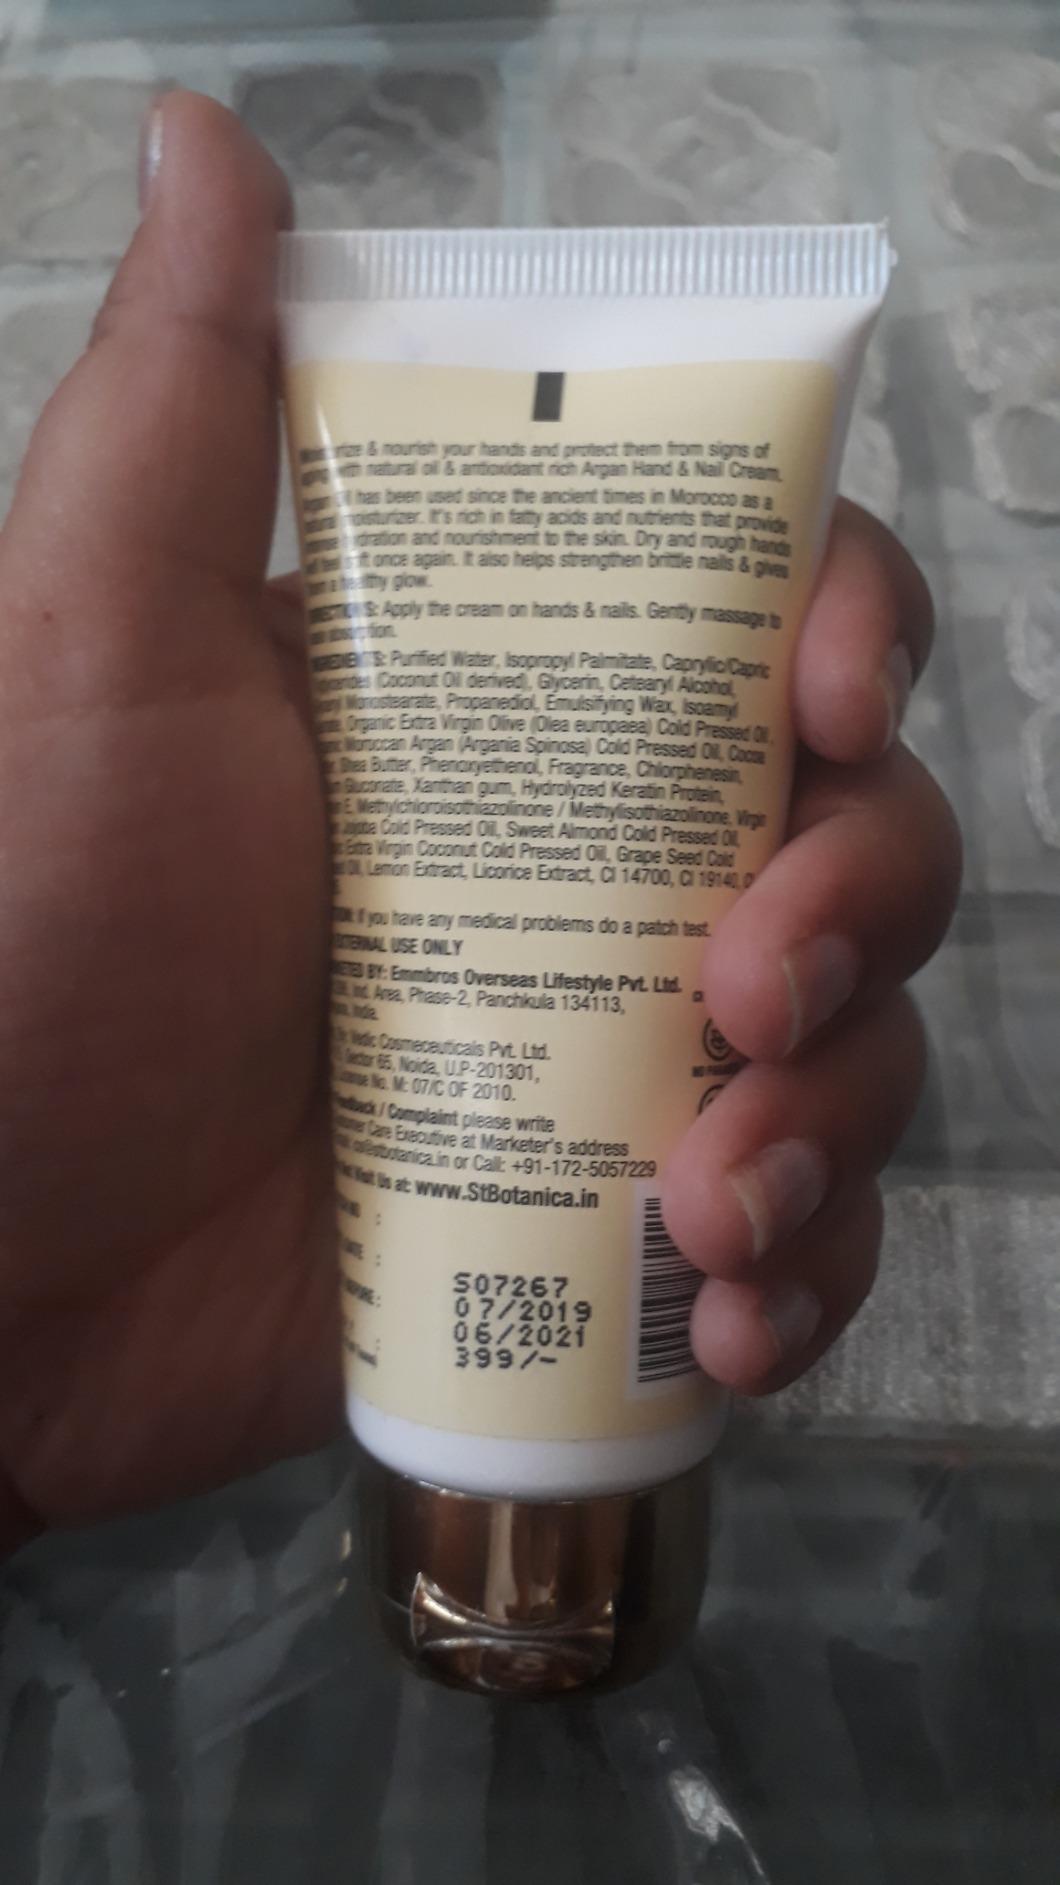 & nourish your hands and protect them from signs of
with natural oil & antioxidant rich Argan Hand & Nail Cream.
has been used since the ancient times in Morocco as a
moisturizer. It's rich in fatty acids and nutrients that provide
and nourishment to the skin. Dry and rough hands
once again. It also helps strengthen brittle nails & gives
a healthy glow.
Apply the cream on hands & nails. Gently massage to
Purified Water, Isopropyl Palmitate, Caprylic/Capric
(Coconut Oil derived), Glycerin, Cetearyl Alcohol,
Propanediol, Emulsifying Wax, Isoamyl
Organic Extra Virgin Olive (Olea europaea) Cold Pressed Oil,
Moroccan Argan (Argania Spinosa) Cold Pressed Oil, Cocoa
Shea Butter, Phenoxyethenol, Fragrance, Chlorphenesin,
Gluconate, Xanthan gum, Hydrolyzed Keratin Protein,
E, Methylchloroisothiazolinone / Methylisothiazolinone, Virgin
Jojoba Cold Pressed Oil, Sweet Almond Cold Pressed Oil,
Extra Virgin Coconut Cold Pressed Oil, Grape Seed Cold
Oil, Lemon Extract, Licorice Extract, CI 14700, CI 19140,
If you have any medical problems do a patch test.
EXTERNAL USE ONLY
BY: Emmbros Overseas Lifestyle Pvt. Ltd.
Ind. Area, Phase-2, Panchkula 134113,
India.
Vedic Cosmeceuticals Pvt. Ltd.
Sector 65, Noida, U.P-201301,
No. M: 07/C OF 2010.
/ Complaint please write
Care Executive at Marketer's address
or Call: +91-172-5057229
Visit Us at: www.StBotanica.in
S07267
07/2019
06/2021
399/-